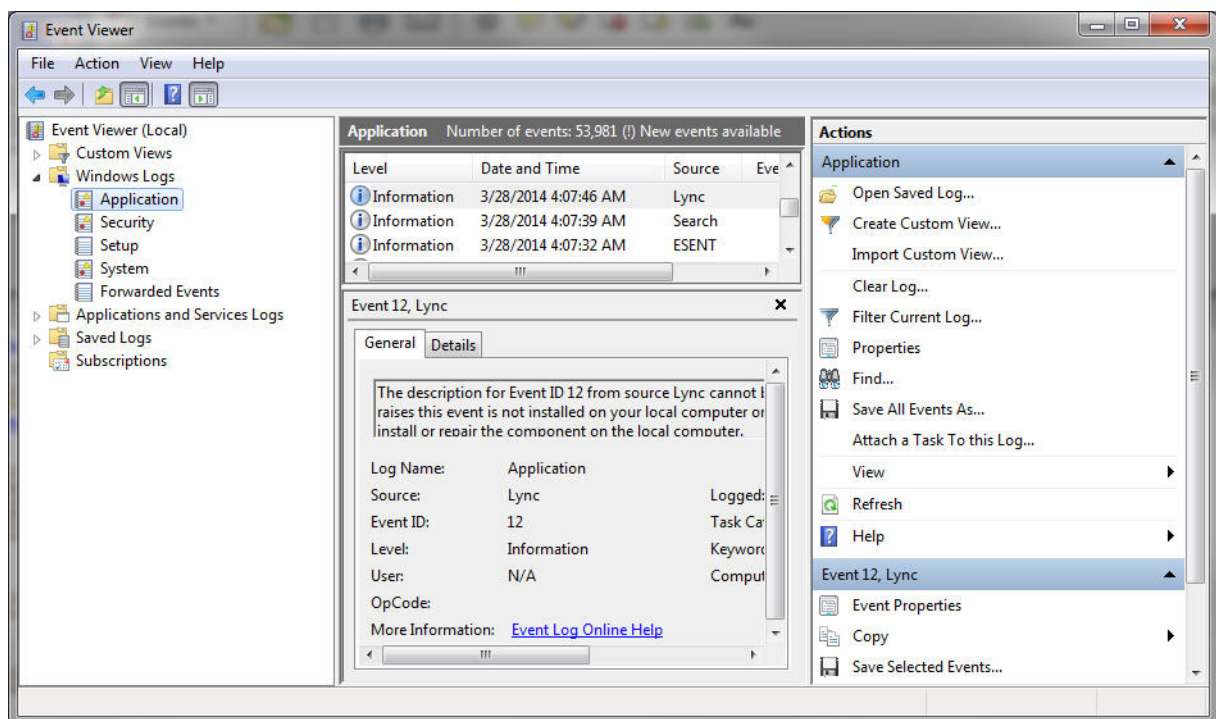 Event Viewer
File Action View Help
Event Viewer (Local)
Custom Views
Windows Logs
Application
Security
Setup
System
Forwarded Events
Applications and Services Logs
Saved Logs
Subscriptions
Application Number of events: 53,981 (!) New events available
Level Date and Time Source Eve
Information 3/28/2014 4:07:46 AM Lync
Information 3/28/2014 4:07:39 AM Search
Information 3/28/2014 4:07:32 AM ESENT
Event 12, Lync
General Details
The description for Event ID 12 from source Lync cannot
raises this event is not installed on your local computer or
install or repair the component on the local computer.
Log Name: Application
Source: Lync Logged:
Event ID: 12 Task Ca
Level: Information Keyword
User: N/A Comput
OpCode:
More Information: Event Log Online Help
Actions
Application
Open Saved Log...
Create Custom View...
Import Custom View...
Clear Log...
Filter Current Log...
Properties
Find...
Save All Events As...
Attach a Task To this Log...
View
Refresh
Help
Event 12, Lync
Event Properties
Copy
Save Selected Events...